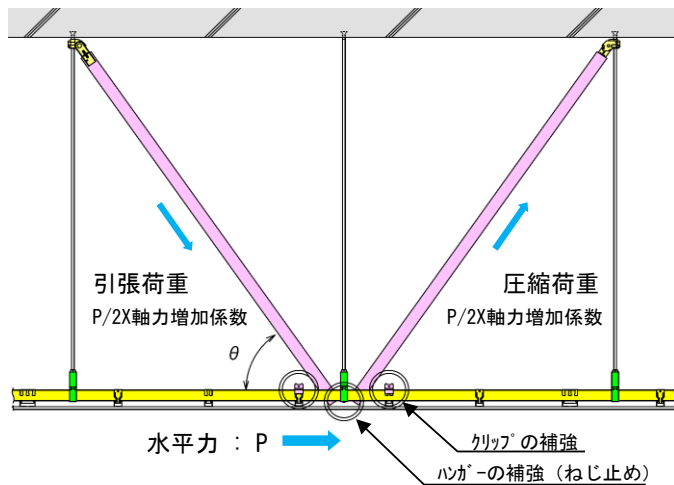 引張荷重
P/2X軸力増加係数
圧縮荷重
P/2X軸力増加係数
θ
水平力：P
ｸﾘｯﾌﾟの補強
ﾊﾝｶﾞｰの補強（ねじ止め）